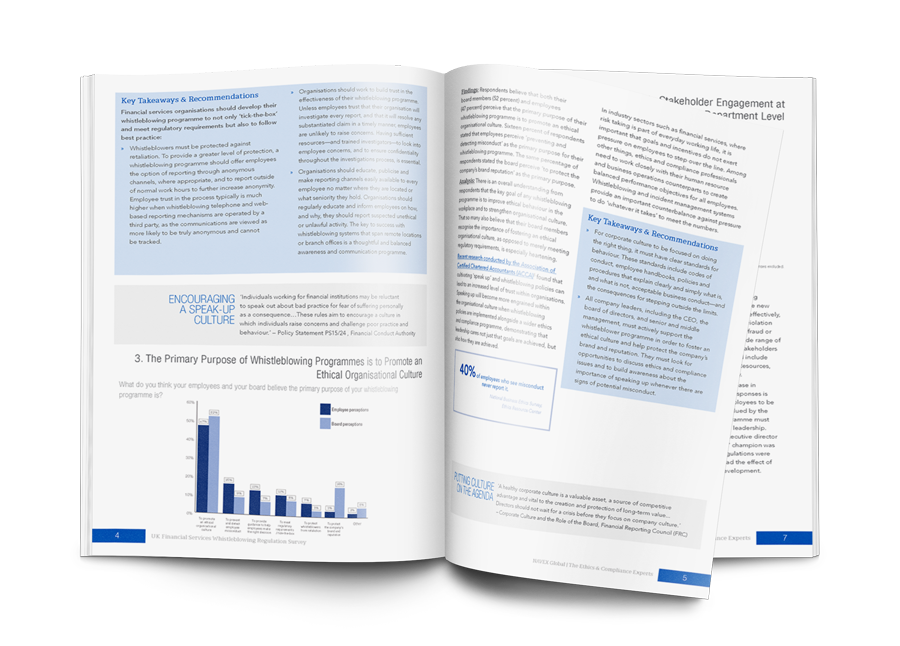 Key Takeaways & Recommendations
Financial services organisations should develop their
whistleblowing programme to not only 'tick-the-box'
and meet regulatory requirements but also to follow
best practice:
• Whistleblowers must be protected against
retaliation. To provide a greater level of protection, a
whistleblowing programme should offer employees
the option of reporting through anonymous
channels, where appropriate, and to report outside
of normal work hours to further increase anonymity.
Employee trust in the process typically is much
higher when whistleblowing telephone and web-
based reporting mechanisms are operated by a
third party, as the communications are viewed as
more likely to be truly anonymous and cannot
be tracked.
• Organisations should work to build trust in the
effectiveness of their whistleblowing programme.
Unless employees trust that their organisation will
investigate every report, and that it will resolve any
substantiated claim in a timely manner, employees
are unlikely to raise concerns. Having sufficient
resources—and trained investigators—to look into
employee concerns, and to ensure confidentiality
throughout the investigation process, is essential.
• Organisations should educate, publicise and
make reporting channels easily available to every
employee no matter where they are located or
what seniority they hold. Organisations should
regularly educate and inform employees on how,
and why, they should report suspected unethical
or unlawful activity. The key to success with
whistleblowing systems that span remote locations
or branch offices is a thoughtful and balanced
awareness and communication programme.
ENCOURAGING
A SPEAK-UP
CULTURE
'Individuals working for financial institutions may be reluctant
to speak out about bad practice for fear of suffering personally
as a consequence....These rules aim to encourage a culture in
which individuals raise concerns and challenge poor practice and
behaviour.' – Policy Statement PS15/24, Financial Conduct Authority
3. The Primary Purpose of Whistleblowing Programmes is to Promote an
Ethical Organisational Culture
What do you think your employees and your board believe the primary purpose of your whistleblowing
programme is?
Employee perceptions
Board perceptions
4
UK Financial Services Whistleblowing Regulation Survey
Findings: Respondents believe that both their
board members (52 percent) and employees
(47 percent) perceive that the primary purpose of their
whistleblowing programme is to promote an ethical
organisational culture. Sixteen percent of respondents
stated that employees perceive 'preventing and
detecting misconduct' as the primary purpose for their
whistleblowing programme. The same percentage of
respondents stated the board believe 'to protect the
company's brand reputation' as the primary purpose.
Analysis: There is an overall understanding from
respondents that the key goal of any whistleblowing
programme is to improve ethical behaviour in the
workplace and to strengthen organisational culture.
That so many also believe that their board members
recognise the importance of fostering an ethical
organisational culture, as opposed to merely meeting
regulatory requirements, is especially heartening.
Recent research conducted by the Association of
Certified Chartered Accountants (ACCA) found that
cultivating 'speak up' and whistleblowing policies can
lead to an increased level of trust within organisations.
Speaking up will become more engrained within
the organisational culture when whistleblowing
policies are implemented alongside a wider ethics
and compliance programme, demonstrating that
leadership cares not just that goals are achieved, but
also how they are achieved.
40% of employees who see misconduct
never report it.
PUTTING CULTURE
ON THE AGENDA
'A healthy corporate culture is a valuable asset, a source of competitive
advantage and vital to the creation and protection of long-term value...
Directors should not wait for a crisis before they focus on company culture.'
–Corporate Culture and the Role of the Board, Financial Reporting Council (FRC)
In industry sectors such as financial services, where
risk taking is part of everyday working life, it is
important that goals and incentives do not exert
pressure on employees to step over the line. Among
other things, ethics and compliance professionals
need to work closely with their human resource
and business operations counterparts to create
balanced performance objectives for all employees.
Whistleblowing and incident management systems
provide an important counterbalance against pressure
to do 'whatever it takes' to meet the numbers.
Key Takeaways & Recommendations
• For corporate culture to be focused on doing
the right thing, it must have clear standards for
behaviour. These standards include codes of
conduct, employee handbooks, policies and
procedures that explain clearly and simply what is,
and what is not, acceptable business conduct—and
the consequences for stepping outside the limits.
• All company leaders, including the CEO, the
board of directors, and senior and middle
management, must actively support the
whistleblower programme in order to foster an
ethical culture and help protect the company's
brand and reputation. They must look for
opportunities to discuss ethics and compliance
issues and to build awareness about the
importance of speaking up whenever there are
signs of potential misconduct.
NAVEX Global | The Ethics & Compliance Experts
5
Stakeholder Engagement at
Department Level
7